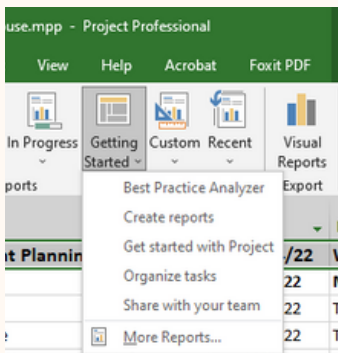 use.mpp - Project Professional
View Help Acrobat Foxit PDF
In Progress Getting Started Custom Recent Visual Reports
ports Export
Best Practice Analyzer
Create reports
Get started with Project
Organize tasks
Share with your team
More Reports...
t Plannin /22
22
22
22